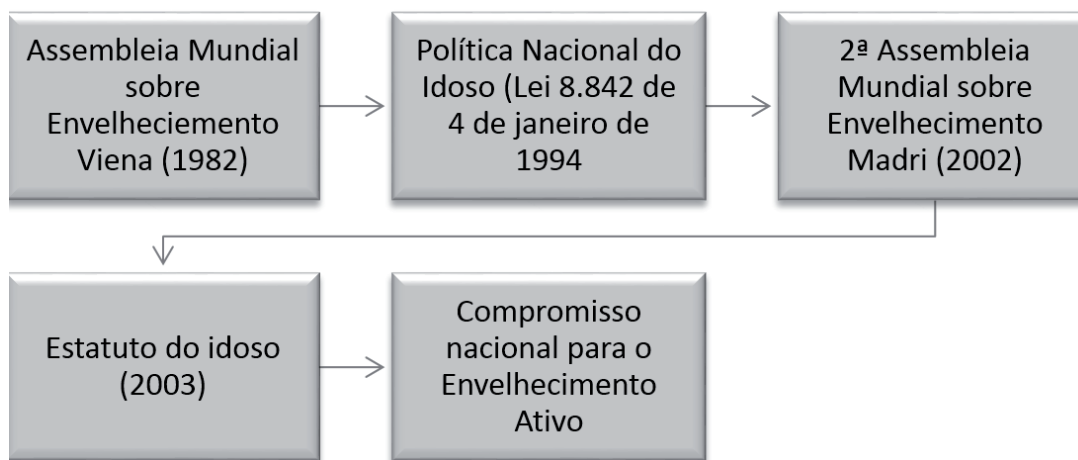 Assembleia Mundial
sobre
Envelheciemento
Viena (1982)
Política Nacional do
Idoso (Lei 8.842 de
4 de janeiro de
1994
2ª Assembleia
Mundial sobre
Envelhecimento
Madri (2002)
Estatuto do idoso
(2003)
Compromisso
nacional para o
Envelhecimento
Ativo